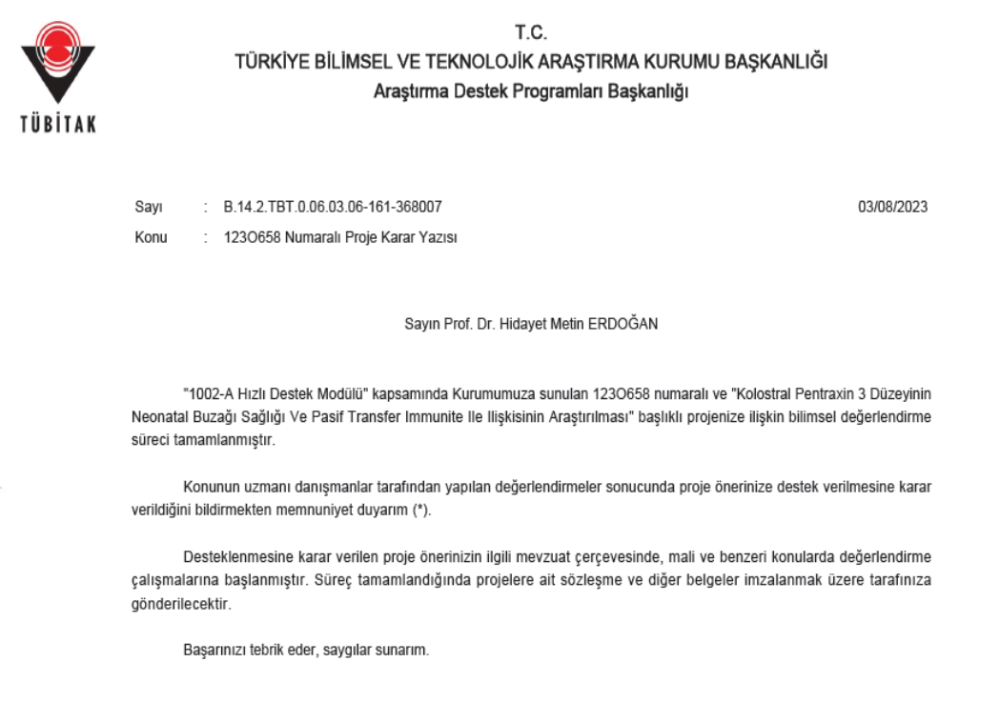 TÜBİTAK
T.C.
TÜRKİYE BİLİMSEL VE TEKNOLOJİK ARAŞTIRMA KURUMU BAŞKANLIĞI
Araştırma Destek Programları Başkanlığı
Sayı : B.14.2.TBT.0.06.03.06-161-368007 03/08/2023
Konu : 123O658 Numaralı Proje Karar Yazısı
Sayın Prof. Dr. Hidayet Metin ERDOĞAN
"1002-A Hızlı Destek Modülü" kapsamında Kurumumuza sunulan 123O658 numaralı ve "Kolostral Pentraxin 3 Düzeyinin
Neonatal Buzağı Sağlığı Ve Pasif Transfer Immunite Ile Ilişkisinin Araştırılması" başlıklı projenize ilişkin bilimsel değerlendirme
süreci tamamlanmıştır.
Konunun uzmanı danışmanlar tarafından yapılan değerlendirmeler sonucunda proje önerinize destek verilmesine karar
verildiğini bildirmekten memnuniyet duyarım (*).
Desteklenmesine karar verilen proje önerinizin ilgili mevzuat çerçevesinde, mali ve benzeri konularda değerlendirme
çalışmalarına başlanmıştır. Süreç tamamlandığında projelere ait sözleşme ve diğer belgeler imzalanmak üzere tarafınıza
gönderilecektir.
Başarınızı tebrik eder, saygılar sunarım.